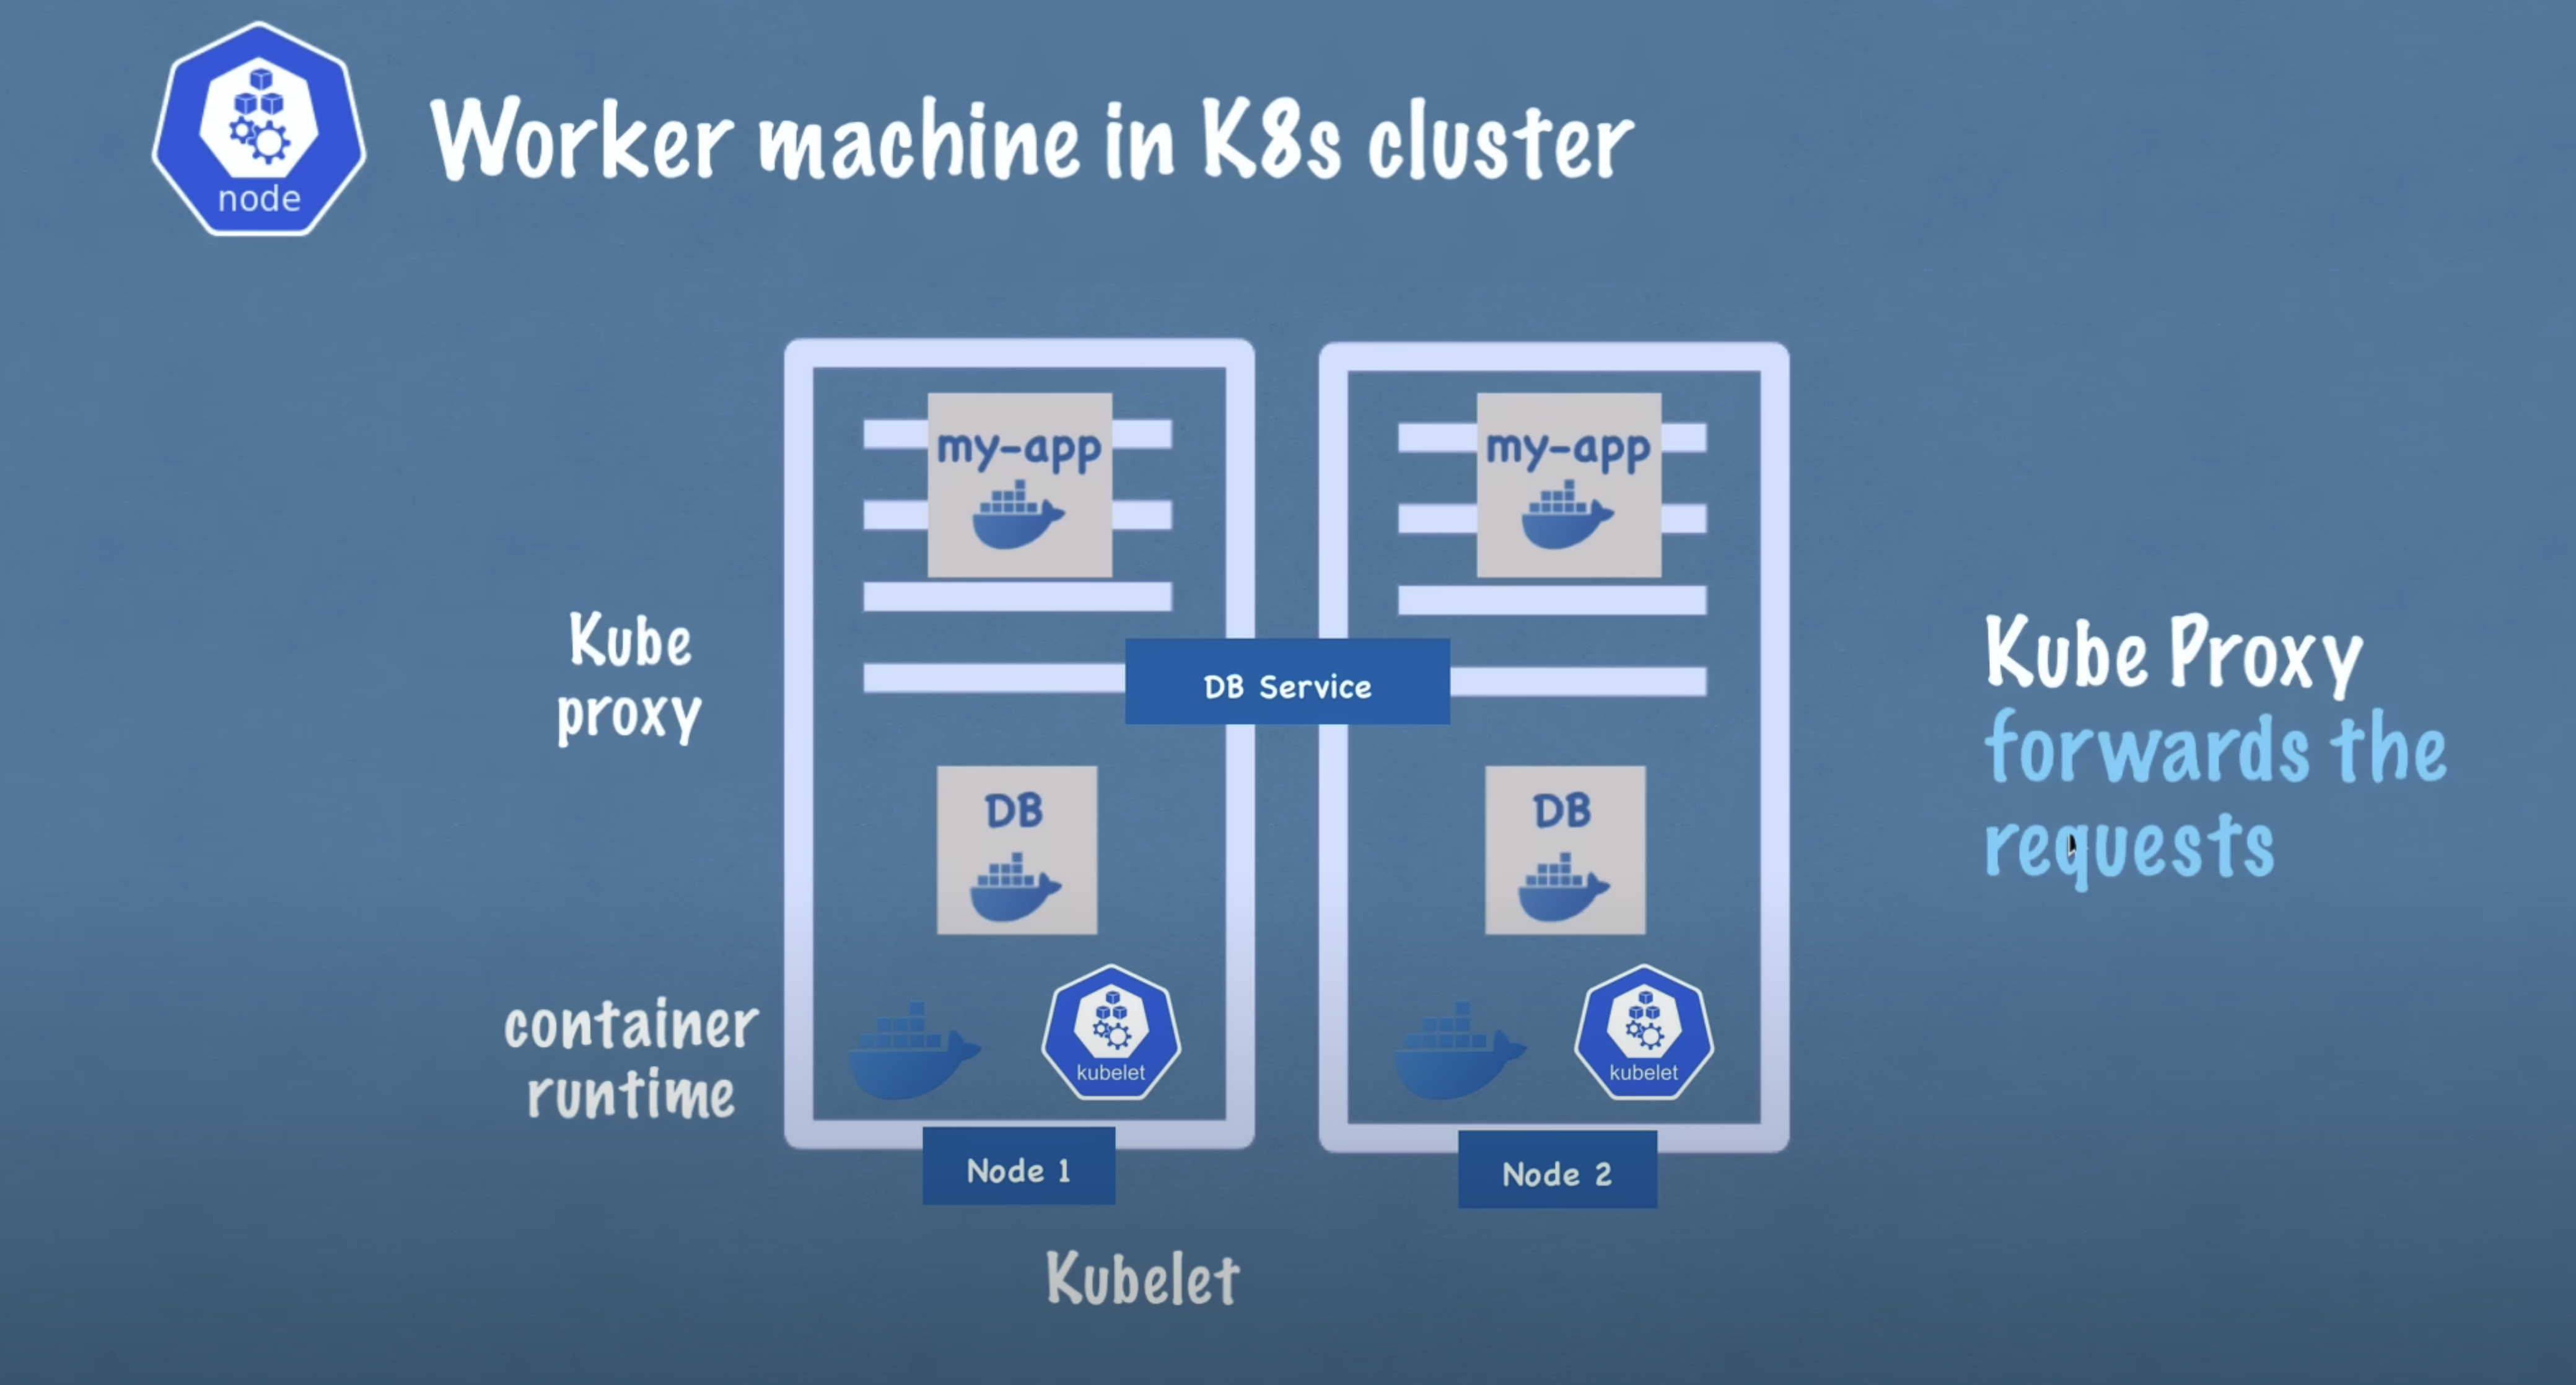 node
Worker machine in K8s cluster
my-app
my-app
Kube
proxy
DB Service
Kube Proxy
forwards the
requests
DB
DB
container
runtime
kubelet
kubelet
Node 1
Node 2
Kubelet